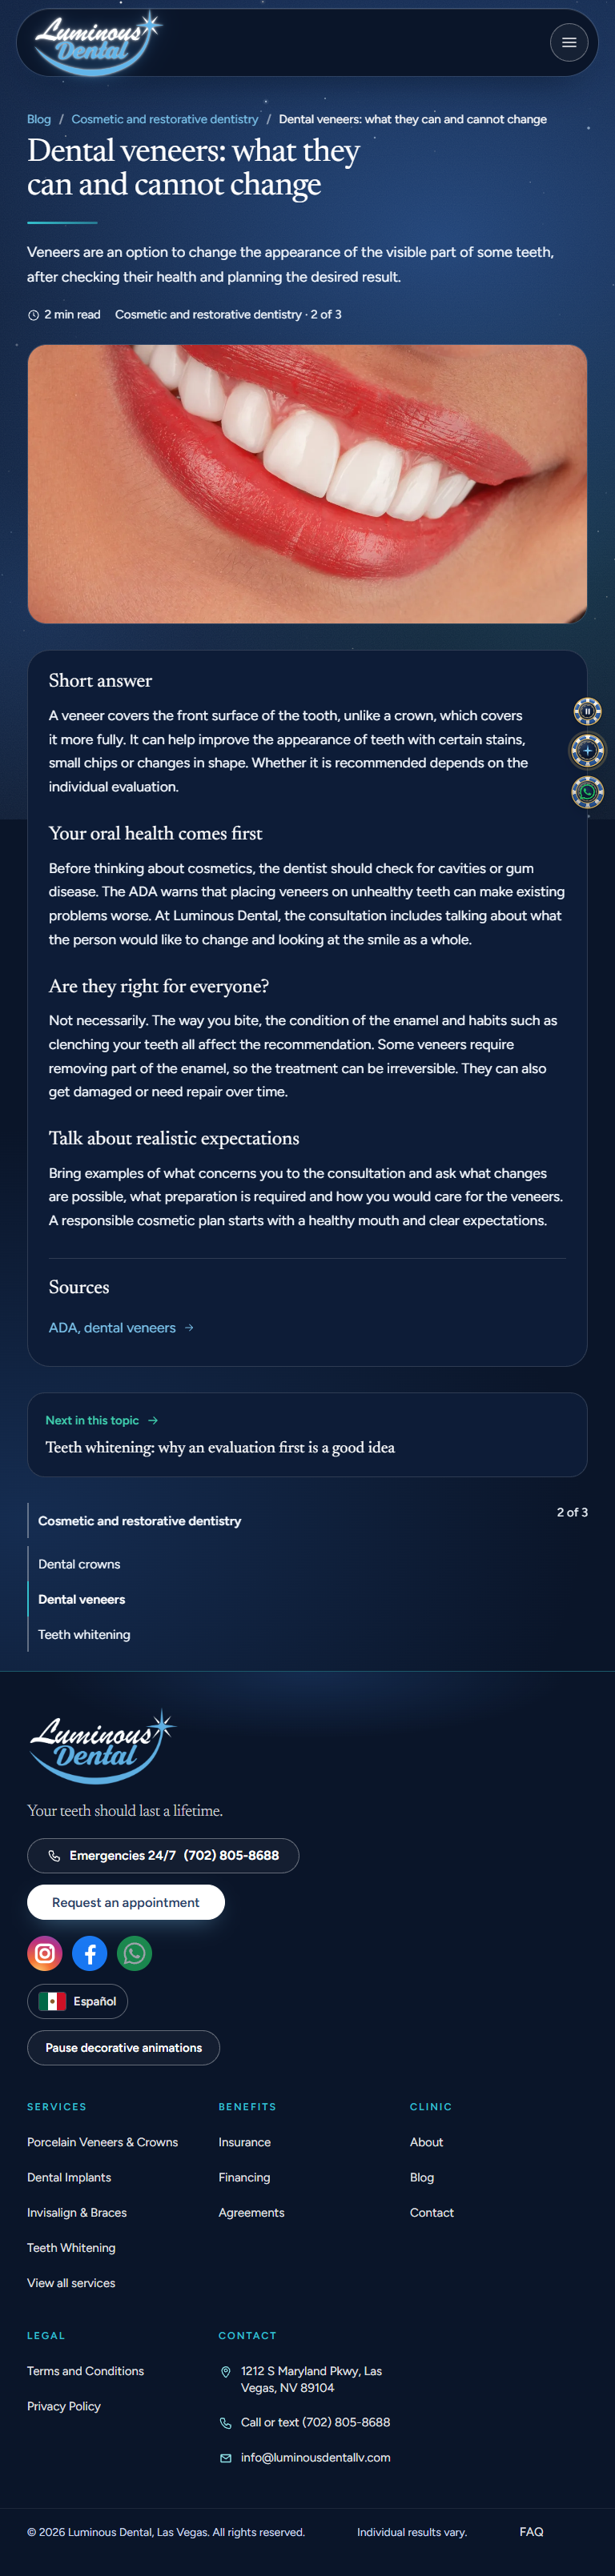 Luminous
Dental
Blog / Cosmetic and restorative dentistry / Dental veneers: what they can and cannot change
Dental veneers: what they
can and cannot change
Veneers are an option to change the appearance of the visible part of some teeth,
after checking their health and planning the desired result.
2 min read Cosmetic and restorative dentistry · 2 of 3
Short answer
A veneer covers the front surface of the tooth, unlike a crown, which covers
it more fully. It can help improve the appearance of teeth with certain stains,
small chips or changes in shape. Whether it is recommended depends on the
individual evaluation.
Your oral health comes first
Before thinking about cosmetics, the dentist should check for cavities or gum
disease. The ADA warns that placing veneers on unhealthy teeth can make existing
problems worse. At Luminous Dental, the consultation includes talking about what
the person would like to change and looking at the smile as a whole.
Are they right for everyone?
Not necessarily. The way you bite, the condition of the enamel and habits such as
clenching your teeth all affect the recommendation. Some veneers require
removing part of the enamel, so the treatment can be irreversible. They can also
get damaged or need repair over time.
Talk about realistic expectations
Bring examples of what concerns you to the consultation and ask what changes
are possible, what preparation is required and how you would care for the veneers.
A responsible cosmetic plan starts with a healthy mouth and clear expectations.
Sources
ADA, dental veneers →
Next in this topic →
Teeth whitening: why an evaluation first is a good idea
Cosmetic and restorative dentistry 2 of 3
Dental crowns
Dental veneers
Teeth whitening
Luminous
Dental
Your teeth should last a lifetime.
Emergencies 24/7 (702) 805-8688
Request an appointment
Español
Pause decorative animations
SERVICES
Porcelain Veneers & Crowns
Dental Implants
Invisalign & Braces
Teeth Whitening
View all services
BENEFITS
Insurance
Financing
Agreements
CLINIC
About
Blog
Contact
LEGAL
Terms and Conditions
Privacy Policy
CONTACT
1212 S Maryland Pkwy, Las
Vegas, NV 89104
Call or text (702) 805-8688
info@luminousdentallv.com
© 2026 Luminous Dental, Las Vegas. All rights reserved. Individual results vary. FAQ